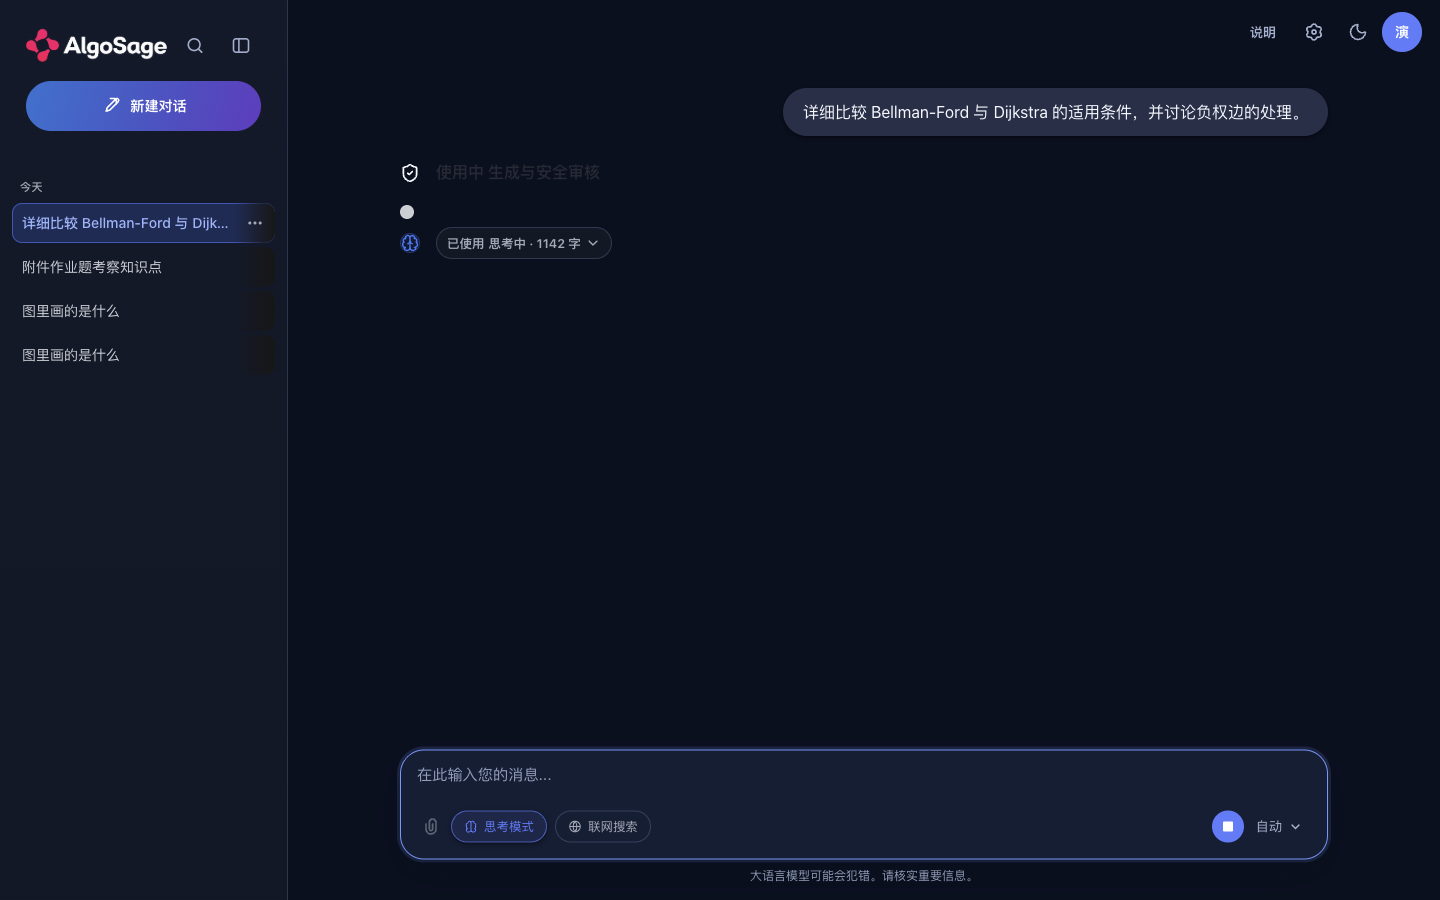 AlgoSage
新建对话
今天
详细比较 Bellman-Ford 与 Dijk...
附件作业题考察知识点
图里画的是什么
图里画的是什么
说明
演
详细比较 Bellman-Ford 与 Dijkstra 的适用条件，并讨论负权边的处理。
使用中 生成与安全审核
已使用 思考中 · 1142 字
在此输入您的消息...
思考模式
联网搜索
自动
大语言模型可能会犯错。请核实重要信息。